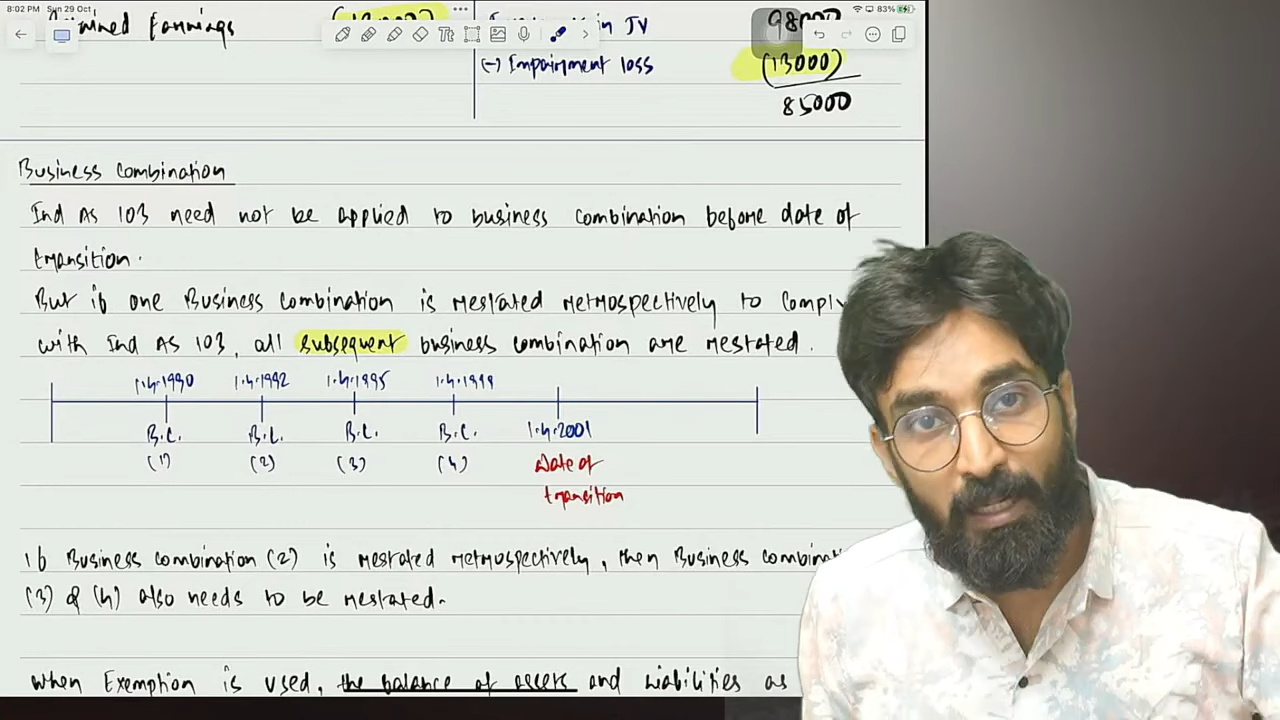 8:02 PM Sun 29 Oct
83%
Earnings
in JV
98000
(-) Impairment loss
(13000)
85000
Business Combination
Ind AS 103 need not be applied to business combination before date of
transition.
But if one Business Combination is restated retrospectively to comply
with Ind AS 103, all subsequent business combination are restated.
1.4.1990 1.4.1992 1.4.1995 1.4.1999
B.C. B.C. B.C. B.C. 1.4.2001
(1) (2) (3) (4) Date of
transition
If Business combination (2) is restated retrospectively, then Business
(3) & (4) also needs to be restated.
when Exemption is used, the balance of assets and liabilities as